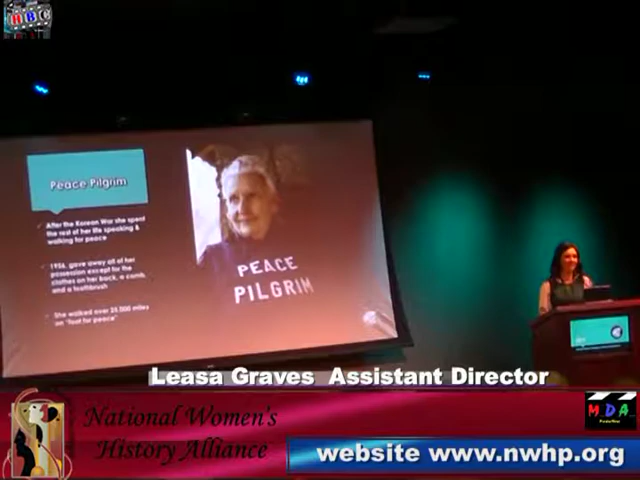 HBC
Peace Pilgrim
After the Korean War she spent
the rest of her life speaking &
walking for peace
1956, gave away all of her
possession except for the
clothes on her back, a comb,
and a toothbrush
She walked over 25,000 miles
on "foot for peace"
PEACE
PILGRIM
Leasa Graves Assistant Director
National Women's
History Alliance
MDA
website www.nwhp.org